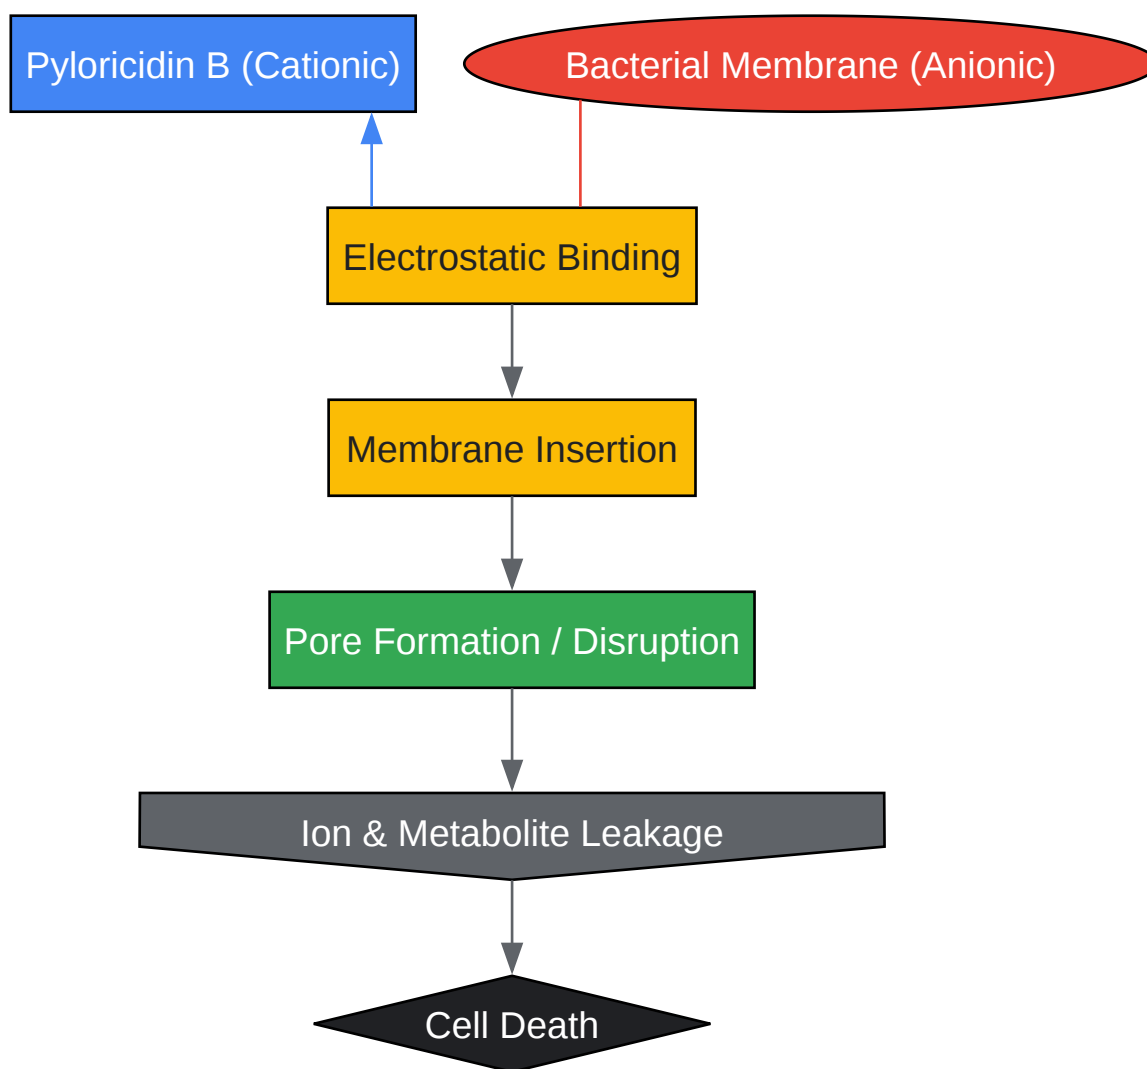 Pyloricidin B (Cationic)
Bacterial Membrane (Anionic)
Electrostatic Binding
Membrane Insertion
Pore Formation / Disruption
Ion & Metabolite Leakage
Cell Death